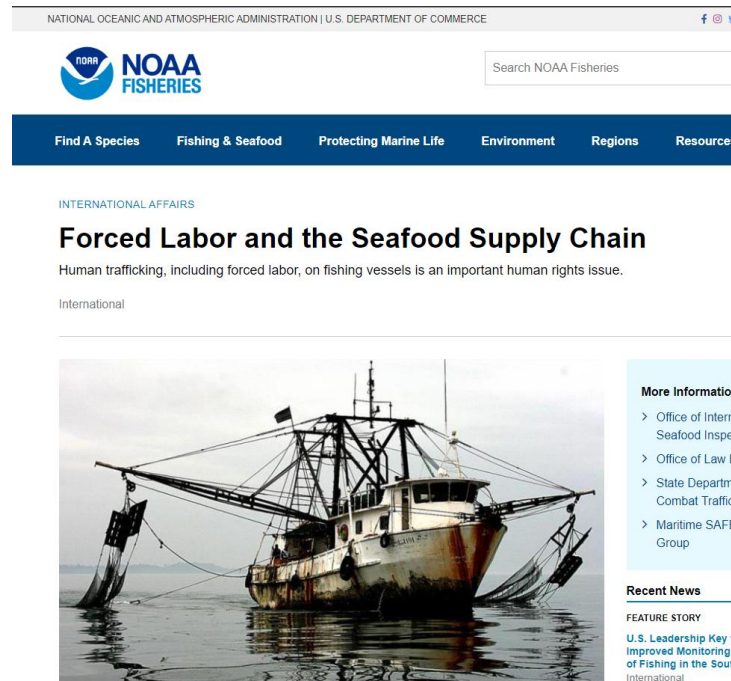 NATIONAL OCEANIC AND ATMOSPHERIC ADMINISTRATION | U.S. DEPARTMENT OF COMMERCE
NOAA
NOAA
FISHERIES
Search NOAA Fisheries
Find A Species Fishing & Seafood Protecting Marine Life Environment Regions Resource
INTERNATIONAL AFFAIRS
Forced Labor and the Seafood Supply Chain
Human trafficking, including forced labor, on fishing vessels is an important human rights issue.
International
More Informatio
> Office of Intern
Seafood Inspe
> Office of Law
> State Departm
Combat Traffic
> Maritime SAFE
Group
Recent News
FEATURE STORY
U.S. Leadership Key
Improved Monitoring
of Fishing in the Sout
International